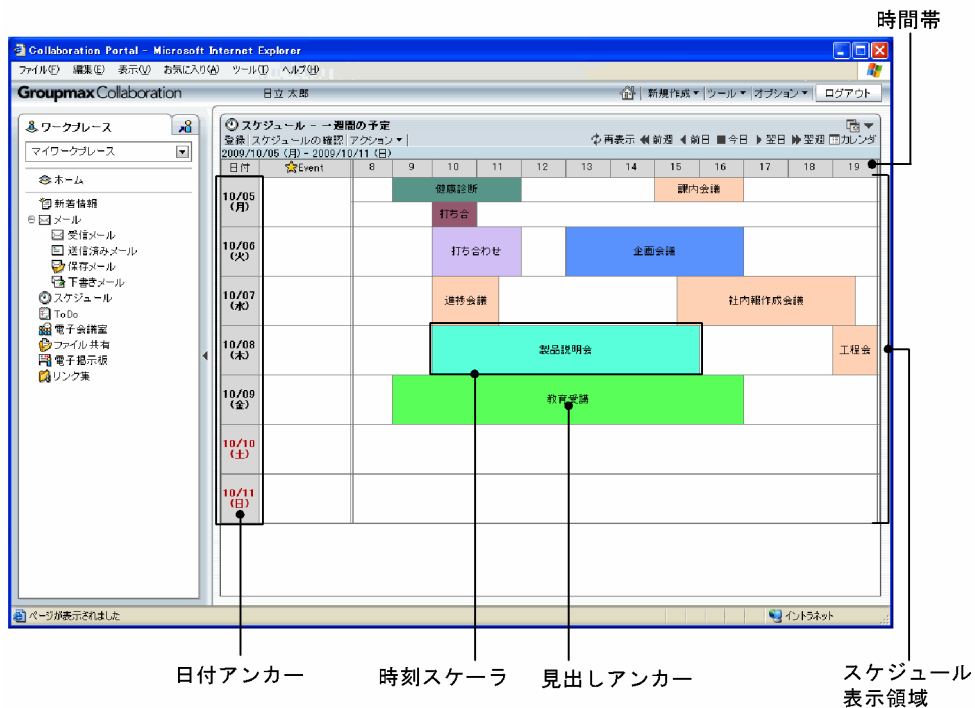 時間帯
Collaboration Portal - Microsoft Internet Explorer
ファイル(F) 編集(E) 表示(V) お気に入り(A) ツール(T) ヘルプ(H)
Groupmax Collaboration 日立 太郎 新規作成▼ ツール▼ オプション▼ ログアウト
ワークプレース
マイワークプレース
ホーム
新着情報
メール
受信メール
送信済みメール
保存メール
下書きメール
スケジュール
ToDo
電子会議室
ファイル共有
電子掲示板
リンク集
スケジュール - 一週間の予定
登録 スケジュールの確認 アクション▼ 再表示 前週 前日 今日 翌日 翌週 カレンダ
2009/10/05 (月) - 2009/10/11 (日)
日付 Event 8 9 10 11 12 13 14 15 16 17 18 19
10/05 (月) 健康診断 課内会議
打ち合
10/06 (火) 打ち合わせ 企画会議
10/07 (水) 進捗会議 社内報作成会議
10/08 (木) 製品説明会 工程会
10/09 (金) 教育受講
10/10 (土)
10/11 (日)
ページが表示されました イントラネット
日付アンカー 時刻スケーラ 見出しアンカー スケジュール
表示領域